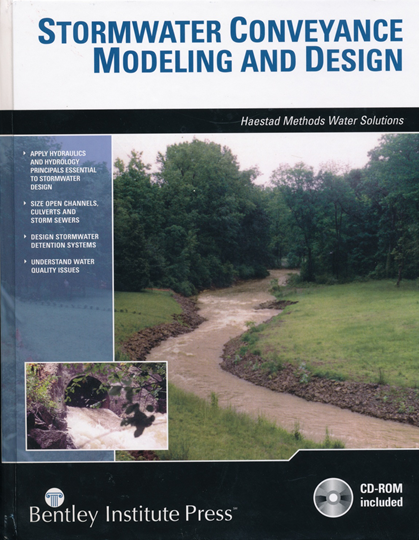 STORMWATER CONVEYANCE
MODELING AND DESIGN
Haestad Methods Water Solutions
APPLY HYDRAULICS
AND HYDROLOGY
PRINCIPALS ESSENTIAL
TO STORMWATER
DESIGN
SIZE OPEN CHANNELS,
CULVERTS AND
STORM SEWERS
DESIGN STORMWATER
DETENTION SYSTEMS
UNDERSTAND WATER
QUALITY ISSUES
Bentley Institute Press™
CD-ROM
included